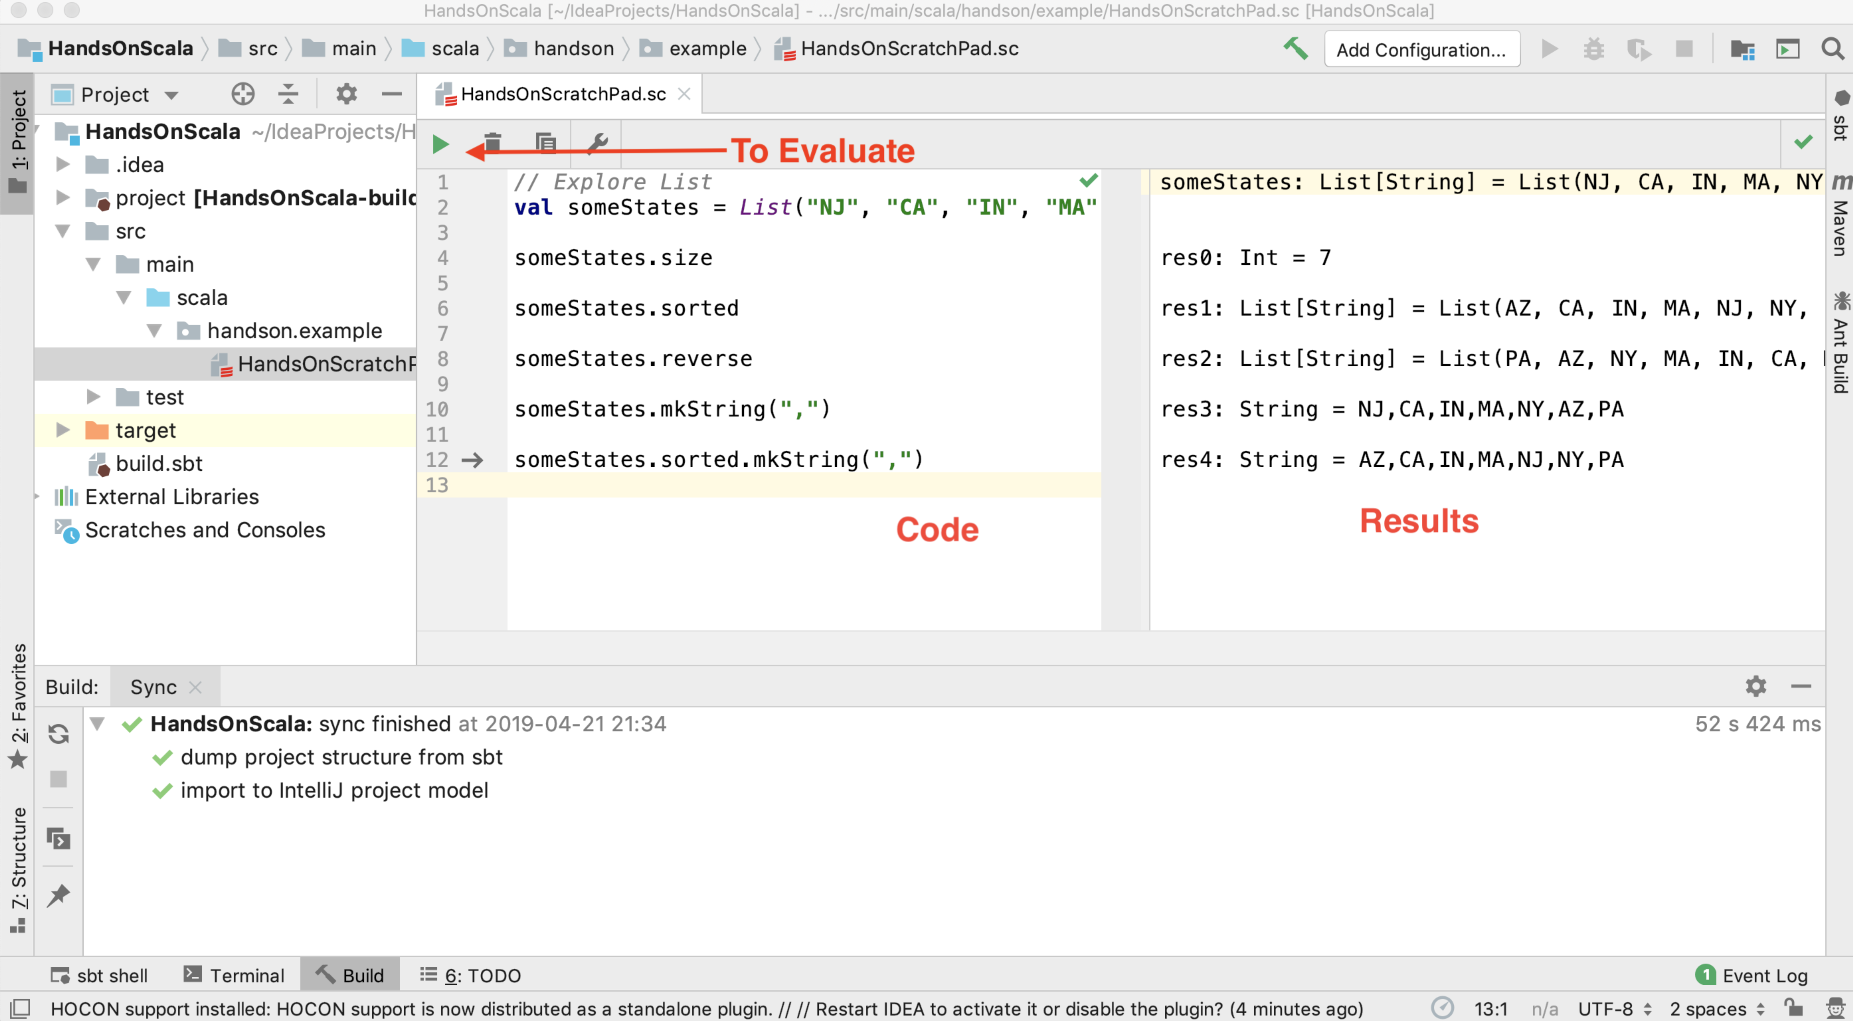 HandsOnScala [~/IdeaProjects/HandsOnScala] - .../src/main/scala/handson/example/HandsOnScratchPad.sc [HandsOnScala]
HandsOnScala src main scala handson example HandsOnScratchPad.sc Add Configuration...
1: Project
Project
HandsOnScratchPad.sc
HandsOnScala ~/IdeaProjects/H
.idea
project [HandsOnScala-build
src
main
scala
handson.example
HandsOnScratchP
test
target
build.sbt
External Libraries
Scratches and Consoles
To Evaluate
1 // Explore List
2 val someStates = List("NJ", "CA", "IN", "MA"
3
4 someStates.size
5
6 someStates.sorted
7
8 someStates.reverse
9
10 someStates.mkString(",")
11
12 someStates.sorted.mkString(",")
13
Code
someStates: List[String] = List(NJ, CA, IN, MA, NY
res0: Int = 7
res1: List[String] = List(AZ, CA, IN, MA, NJ, NY,
res2: List[String] = List(PA, AZ, NY, MA, IN, CA,
res3: String = NJ,CA,IN,MA,NY,AZ,PA
res4: String = AZ,CA,IN,MA,NJ,NY,PA
Results
sbt
m
Maven
Ant Build
2: Favorites
7: Structure
Build: Sync
HandsOnScala: sync finished at 2019-04-21 21:34 52 s 424 ms
dump project structure from sbt
import to IntelliJ project model
sbt shell Terminal Build 6: TODO 1 Event Log
HOCON support installed: HOCON support is now distributed as a standalone plugin. // // Restart IDEA to activate it or disable the plugin? (4 minutes ago) 13:1 n/a UTF-8 2 spaces